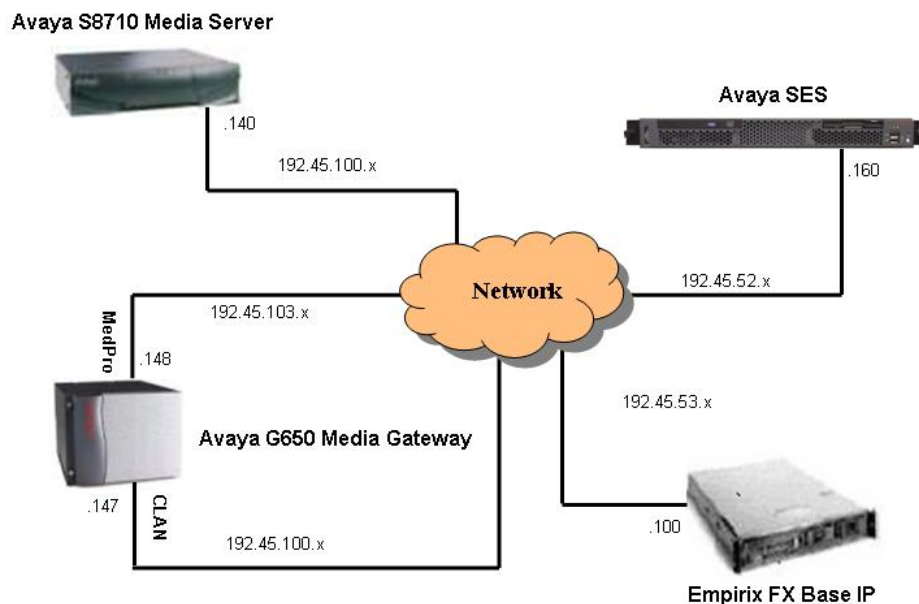 Avaya S8710 Media Server
.140
192.45.100.x
Avaya SES
.160
192.45.52.x
Network
192.45.103.x
MedPro
.148
Avaya G650 Media Gateway
.147
CLAN
192.45.100.x
192.45.53.x
.100
Empirix FX Base IP